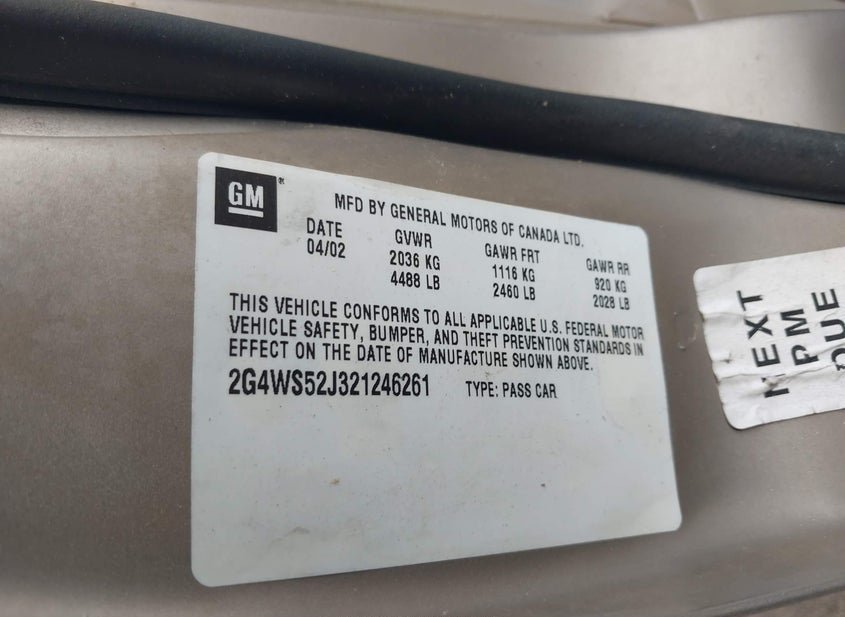 GM
MFD BY GENERAL MOTORS OF CANADA LTD.
DATE GVWR GAWR FRT GAWR RR
04/02 2036 KG 1116 KG 920 KG
4488 LB 2460 LB 2028 LB
THIS VEHICLE CONFORMS TO ALL APPLICABLE U.S. FEDERAL MOTOR
VEHICLE SAFETY, BUMPER, AND THEFT PREVENTION STANDARDS IN
EFFECT ON THE DATE OF MANUFACTURE SHOWN ABOVE.
2G4WS52J321246261 TYPE: PASS CAR
NEXT
PM
DUE